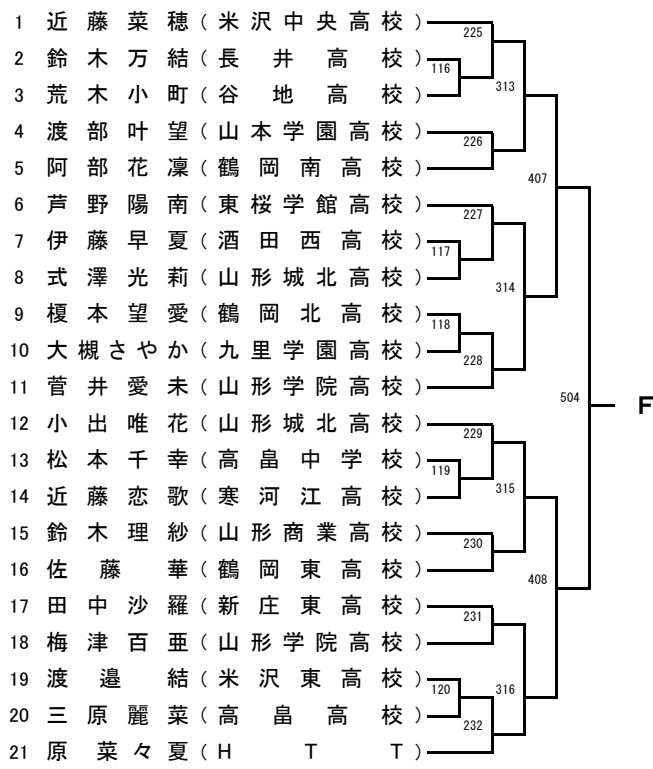 1 近藤菜穂(米沢中央高校)
225
2 鈴木万結(長井高校)
116
3 荒木小町(谷地高校)
313
4 渡部叶望(山本学園高校)
226
5 阿部花凜(鶴岡南高校)
407
6 芦野陽南(東桜学館高校)
227
7 伊藤早夏(酒田西高校)
117
8 式澤光莉(山形城北高校)
314
9 榎本望愛(鶴岡北高校)
118
10 大槻さやか(九里学園高校)
228
11 菅井愛未(山形学院高校)
504 F
12 小出唯花(山形城北高校)
229
13 松本千幸(高畠中学校)
119
14 近藤恋歌(寒河江高校)
315
15 鈴木理紗(山形商業高校)
230
16 佐藤華(鶴岡東高校)
408
17 田中沙羅(新庄東高校)
231
18 梅津百亜(山形学院高校)
19 渡邉結(米沢東高校)
120
316
20 三原麗菜(高畠高校)
232
21 原菜々夏(HTT)